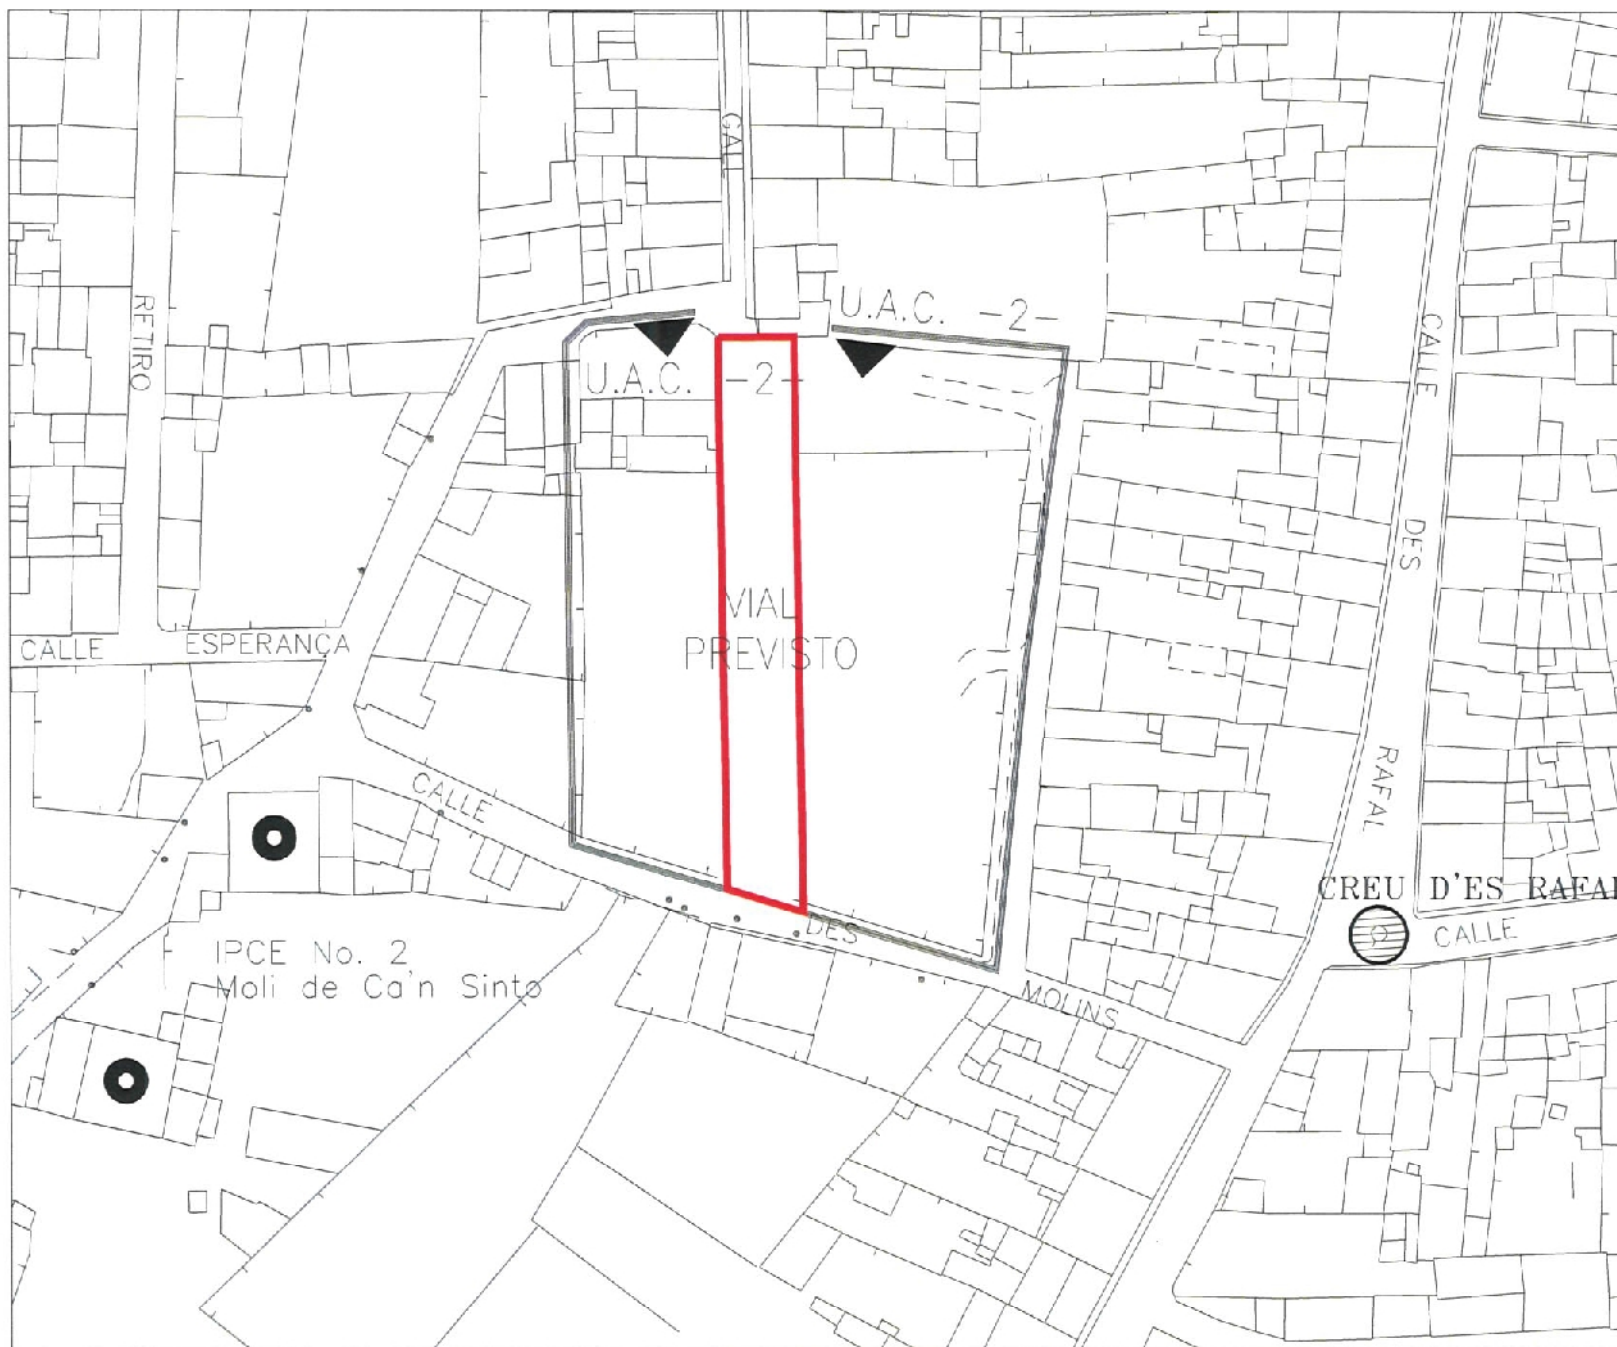 CALL
RETIRO
U.A.C. -2-
U.A.C. -2-
CALLE
DES
RAFAL
VIAL
PREVISTO
CALLE ESPERANÇA
CALLE
DES
MOLINS
CREU D'ES RAFAL
CALLE
IPCE No. 2
Moli de Ca'n Sinto